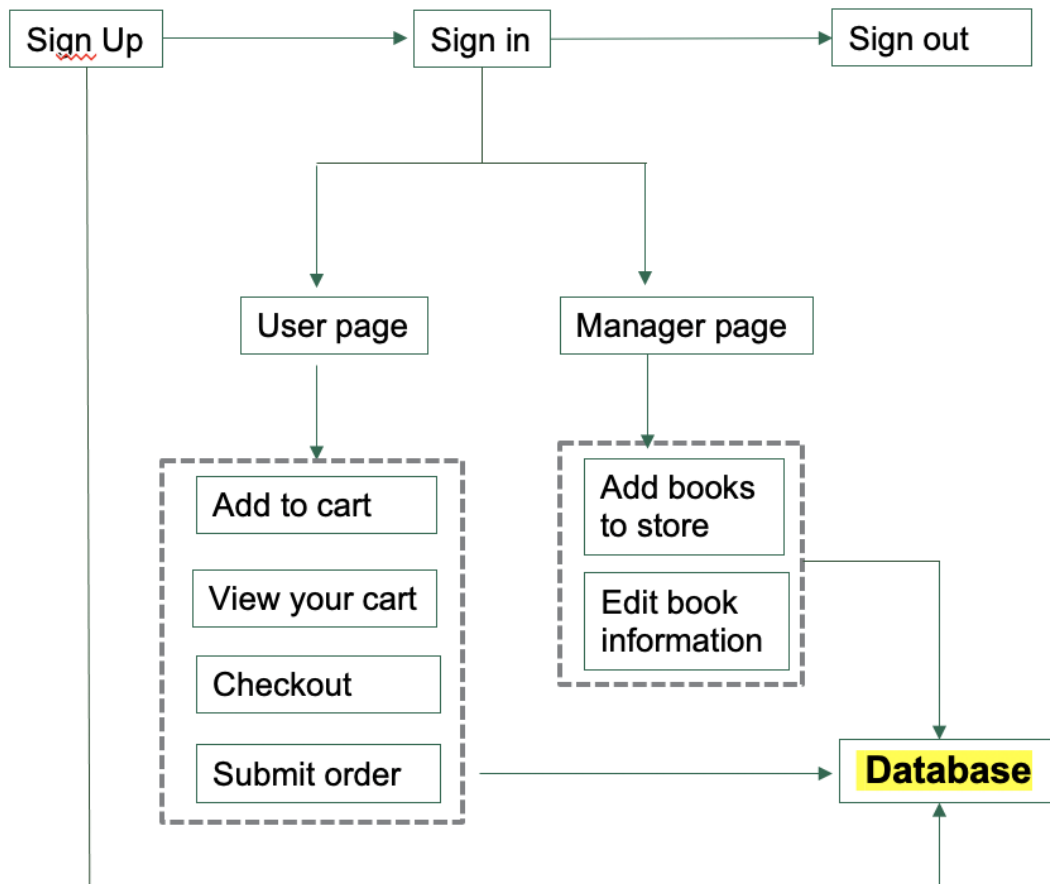 Sign Up
Sign in
Sign out
User page
Manager page
Add to cart
View your cart
Checkout
Submit order
Add books
to store
Edit book
information
Database